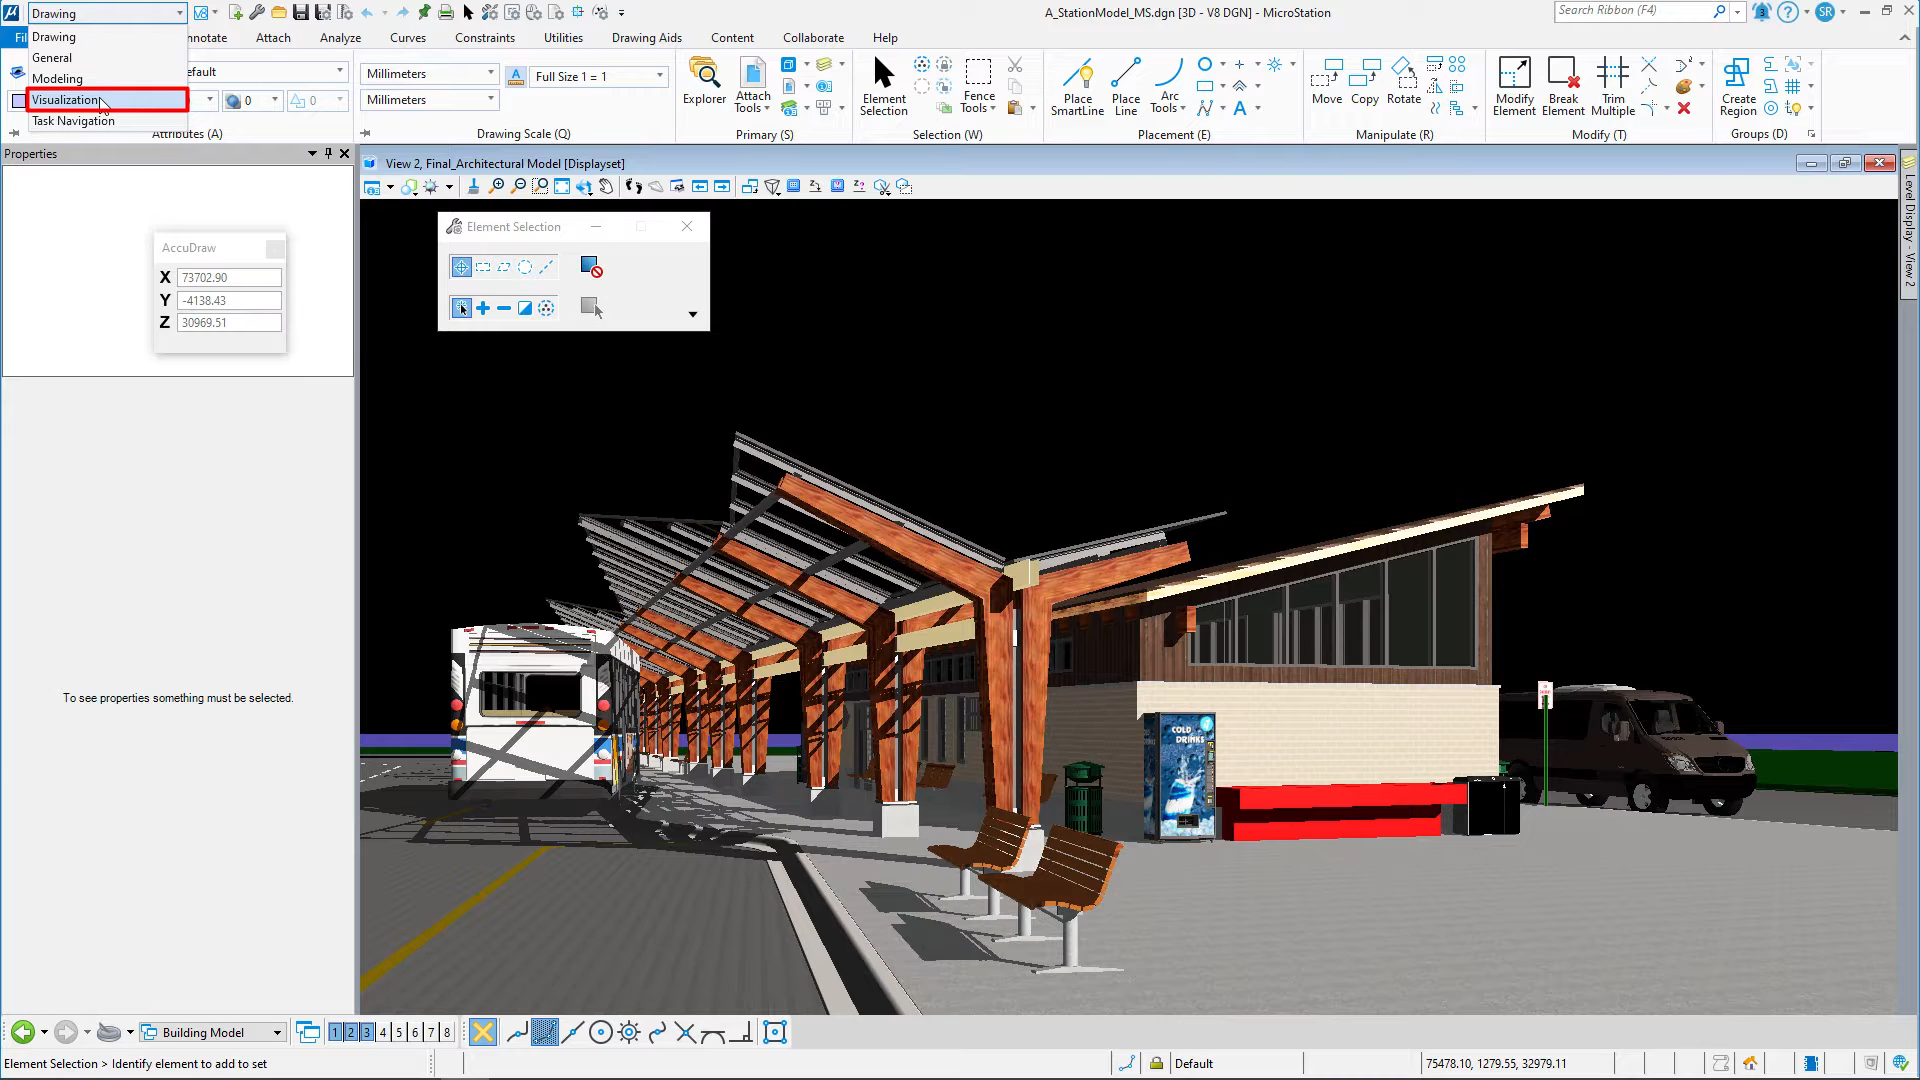 Drawing
A_StationModel_MS.dgn [3D - V8 DGN] - MicroStation
Search Ribbon (F4)
3
SR
Drawing
General
Modeling
Visualization
Task Navigation
Fil
nnotate
Attach
Analyze
Curves
Constraints
Utilities
Drawing Aids
Content
Collaborate
Help
efault
0
0
Attributes (A)
Millimeters
Full Size 1 = 1
Millimeters
Drawing Scale (Q)
Explorer
Attach Tools
Primary (S)
Element Selection
Fence Tools
Selection (W)
Place SmartLine
Place Line
Arc Tools
Placement (E)
Move
Copy
Rotate
Manipulate (R)
Modify Element
Break Element
Trim Multiple
Modify (T)
Create Region
Groups (D)
Properties
View 2, Final_Architectural Model [Displayset]
Level Display - View 2
Element Selection
AccuDraw
X 73702.90
Y -4138.43
Z 30969.51
To see properties something must be selected.
COLD
DRINKS
Building Model
1 2 3 4 5 6 7 8
Element Selection > Identify element to add to set
Default
75478.10, 1279.55, 32979.11